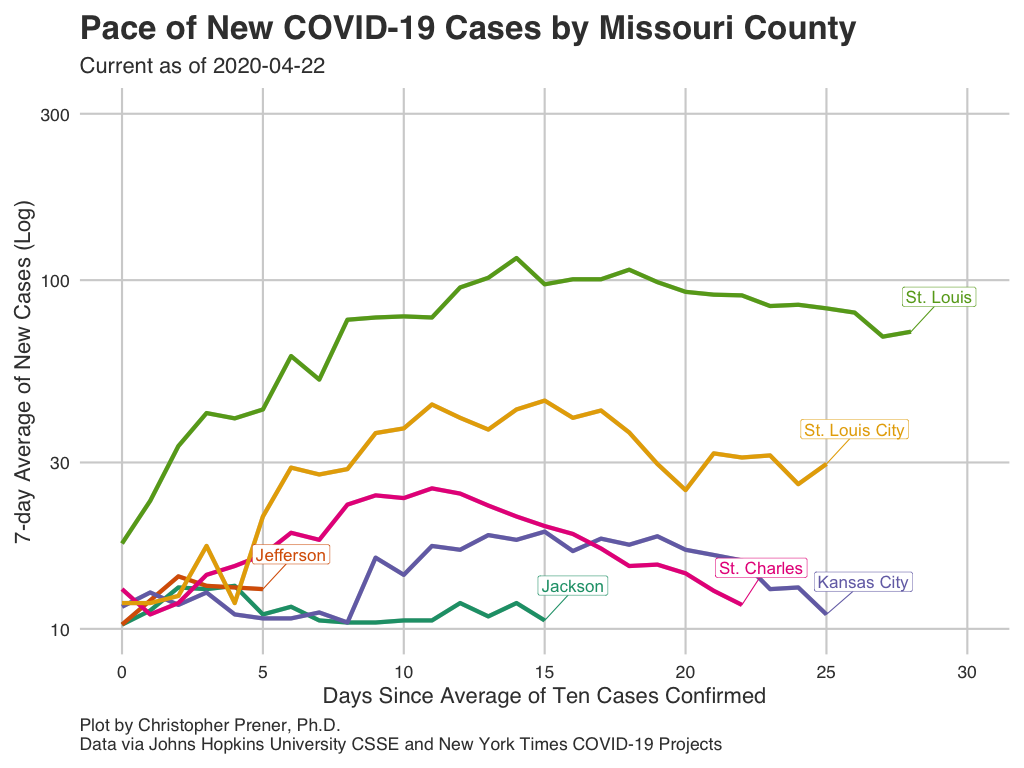 Pace of New COVID-19 Cases by Missouri County
Current as of 2020-04-22
7-day Average of New Cases (Log)
300
100
30
10
St. Louis
St. Louis City
Jefferson
St. Charles
Jackson
Kansas City
0 5 10 15 20 25 30
Days Since Average of Ten Cases Confirmed
Plot by Christopher Prener, Ph.D.
Data via Johns Hopkins University CSSE and New York Times COVID-19 Projects